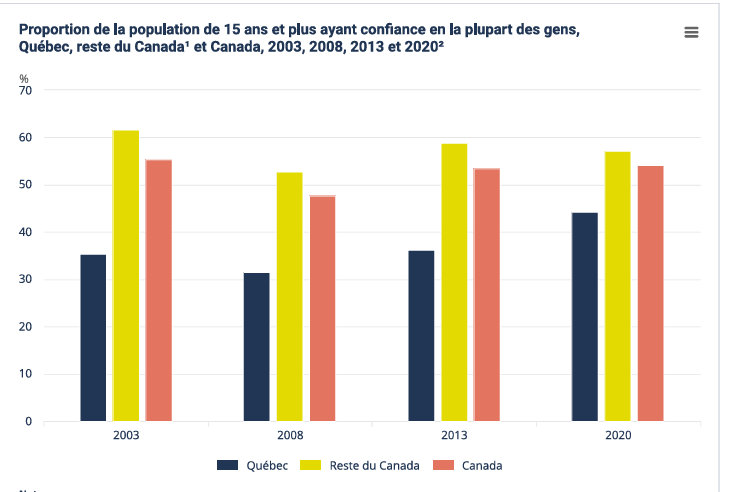 Proportion de la population de 15 ans et plus ayant confiance en la plupart des gens,
Québec, reste du Canada¹ et Canada, 2003, 2008, 2013 et 2020²
%
70
60
50
40
30
20
10
0
2003 2008 2013 2020
Québec Reste du Canada Canada